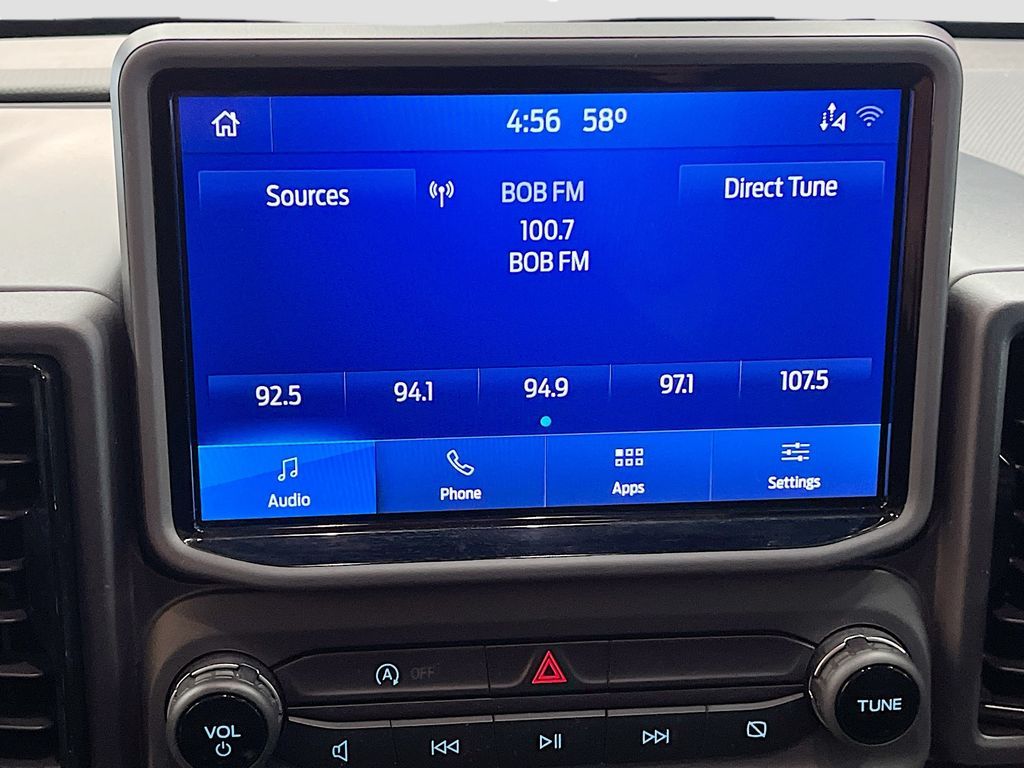 4:56 58º
Sources
BOB FM
Direct Tune
100.7
BOB FM
92.5 94.1 94.9 97.1 107.5
Audio Phone Apps Settings
A OFF
VOL
TUNE